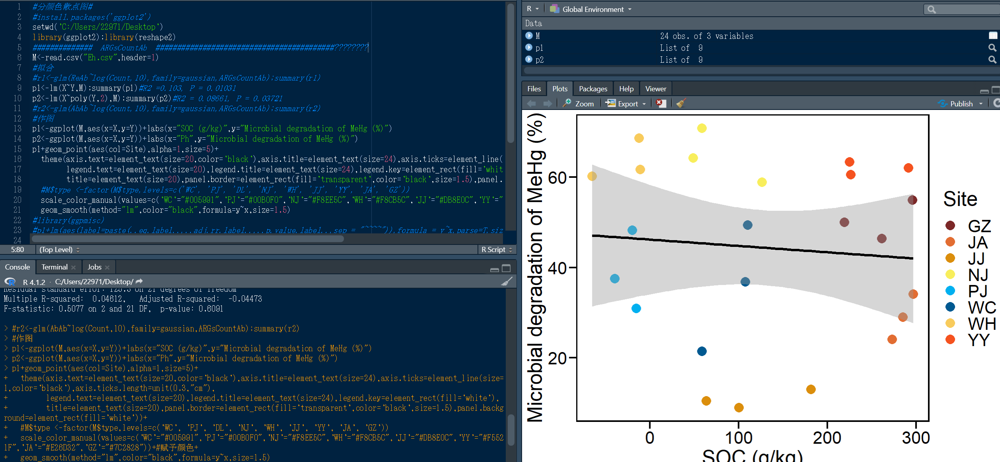 1 #分颜色散点图#
2 #install.packages('ggplot2')
3 setwd('C:/Users/22971/Desktop')
4 library(ggplot2);library(reshape2)
5 ############## ARGsCountAb ##########################################????????
6 M<-read.csv("Eh.csv",header=1)
7 #拟合
8 #r1<-glm(ReAb~log(Count,10),family=gaussian,ARGsCountAb);summary(r1)
9 p1<-lm(X~Y,M);summary(p1)#R2 =0.103, P = 0.01031
10 p2<-lm(X~poly(Y,2),M);summary(p2)#R2 = 0.08661, P = 0.03721
11 #r2<-glm(AbAb~log(Count,10),family=gaussian,ARGsCountAb);summary(r2)
12 #作图
13 p1<-ggplot(M,aes(x=X,y=Y))+labs(x="SOC (g/kg)",y="Microbial degradation of MeHg (%)")
14 p2<-ggplot(M,aes(x=X,y=Y))+labs(x="Ph",y="Microbial degradation of MeHg (%)")
15 p1+geom_point(aes(col=Site),alpha=1,size=5)+
16 theme(axis.text=element_text(size=20,color='black'),axis.title=element_text(size=24),axis.ticks=element_line(
17 legend.text=element_text(size=20),legend.title=element_text(size=24),legend.key=element_rect(fill='whit
18 title=element_text(size=20),panel.border=element_rect(fill='transparent',color='black',size=1.5),panel.
19 #M$type <-factor(M$type,levels=c('WC', 'PJ', 'DL', 'NJ', 'WH', 'JJ', 'YY', 'JA', 'GZ'))
20 scale_color_manual(values=c('WC'="#005991",'PJ'="#00B0F0",'NJ'="#F8EE5C",'WH'="#F8CB5C",'JJ'="#DB8E0C",'YY'="
21 geom_smooth(method="lm",color="black",formula=y~x,size=1.5)
22 #library(ggpmisc)
23 #p1+lm(aes(label=paste(..eq.label..,..adj.rr.label..,..p.value.label..,sep = "~~~~")),formula = y~x,parse=T,siz
24
5:80 (Top Level) R Script
Console Terminal Jobs
R 4.1.2 · C:/Users/22971/Desktop/
Residual standard error: 125.5 on 21 degrees of freedom
Multiple R-squared: 0.04612, Adjusted R-squared: -0.04473
F-statistic: 0.5077 on 2 and 21 DF, p-value: 0.6091
> #r2<-glm(AbAb~log(Count,10),family=gaussian,ARGsCountAb);summary(r2)
> #作图
> p1<-ggplot(M,aes(x=X,y=Y))+labs(x="SOC (g/kg)",y="Microbial degradation of MeHg (%)")
> p2<-ggplot(M,aes(x=X,y=Y))+labs(x="Ph",y="Microbial degradation of MeHg (%)")
> p1+geom_point(aes(col=Site),alpha=1,size=5)+
+ theme(axis.text=element_text(size=20,color='black'),axis.title=element_text(size=24),axis.ticks=element_line(size=
1,color='black'),axis.ticks.length=unit(0.3,"cm"),
+ legend.text=element_text(size=20),legend.title=element_text(size=24),legend.key=element_rect(fill='white'),
+ title=element_text(size=20),panel.border=element_rect(fill='transparent',color='black',size=1.5),panel.backg
round=element_rect(fill='white'))+
+ #M$type <-factor(M$type,levels=c('WC', 'PJ', 'DL', 'NJ', 'WH', 'JJ', 'YY', 'JA', 'GZ'))
+ scale_color_manual(values=c('WC'="#005991",'PJ'="#00B0F0",'NJ'="#F8EE5C",'WH'="#F8CB5C",'JJ'="#DB8E0C",'YY'="#F552
1F",'JA'="#E26D32",'GZ'="#7C2828"))+#赋予颜色+
+ geom_smooth(method="lm",color="black",formula=y~x,size=1.5)
R Global Environment
Data
M 24 obs. of 3 variables
p1 List of 9
p2 List of 9
Files Plots Packages Help Viewer
Zoom Export Publish
Microbial degradation of MeHg (%)
60
40
20
0 100 200 300
SOC (g/kg)
Site
GZ
JA
JJ
NJ
PJ
WC
WH
YY